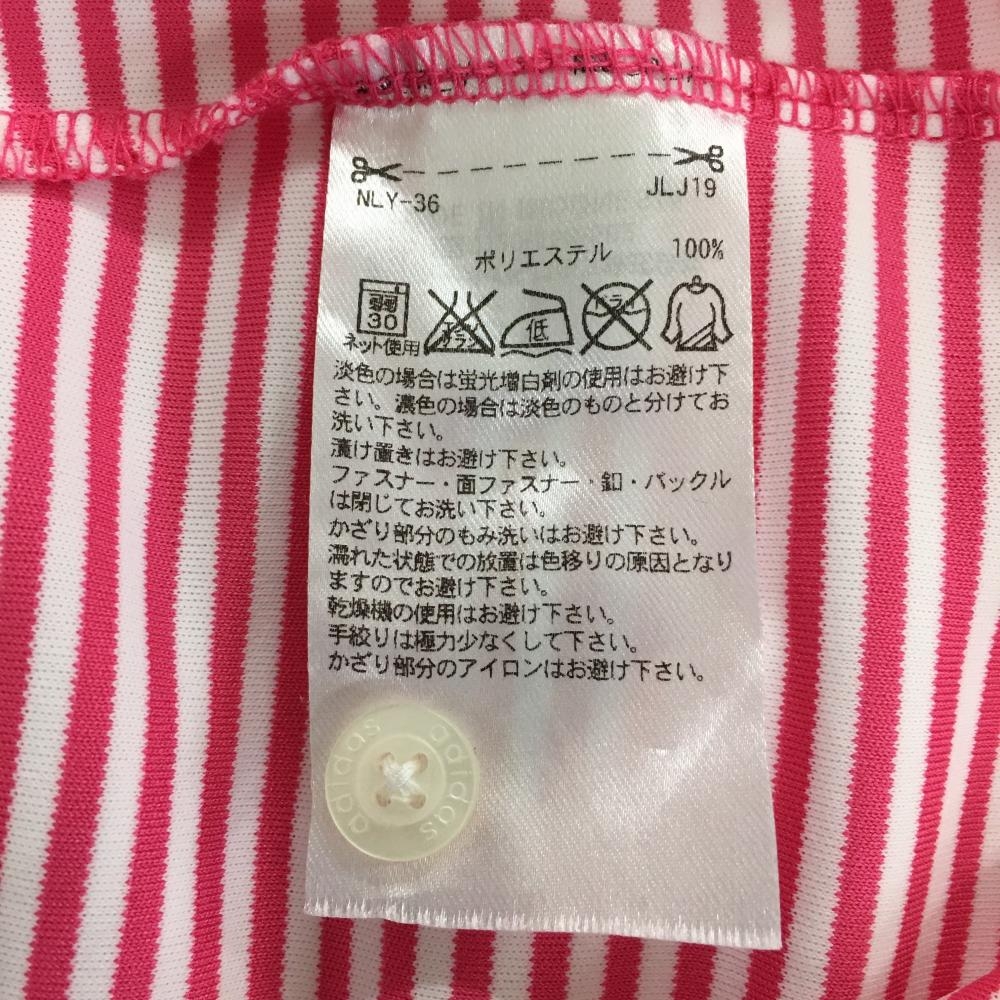 NLY-36 JLJ19
ポリエステル 100%
30
ネット使用
エンソ
サラシ
低
ドライ
淡色の場合は蛍光増白剤の使用はお避け下
さい。濃色の場合は淡色のものと分けてお
洗い下さい。
漬け置きはお避け下さい。
ファスナー・面ファスナー・釦・バックル
は閉じてお洗い下さい。
かざり部分のもみ洗いはお避け下さい。
濡れた状態での放置は色移りの原因となり
ますのでお避け下さい。
乾燥機の使用はお避け下さい。
手絞りは極力少なくして下さい。
かざり部分のアイロンはお避け下さい。
adidas adidas